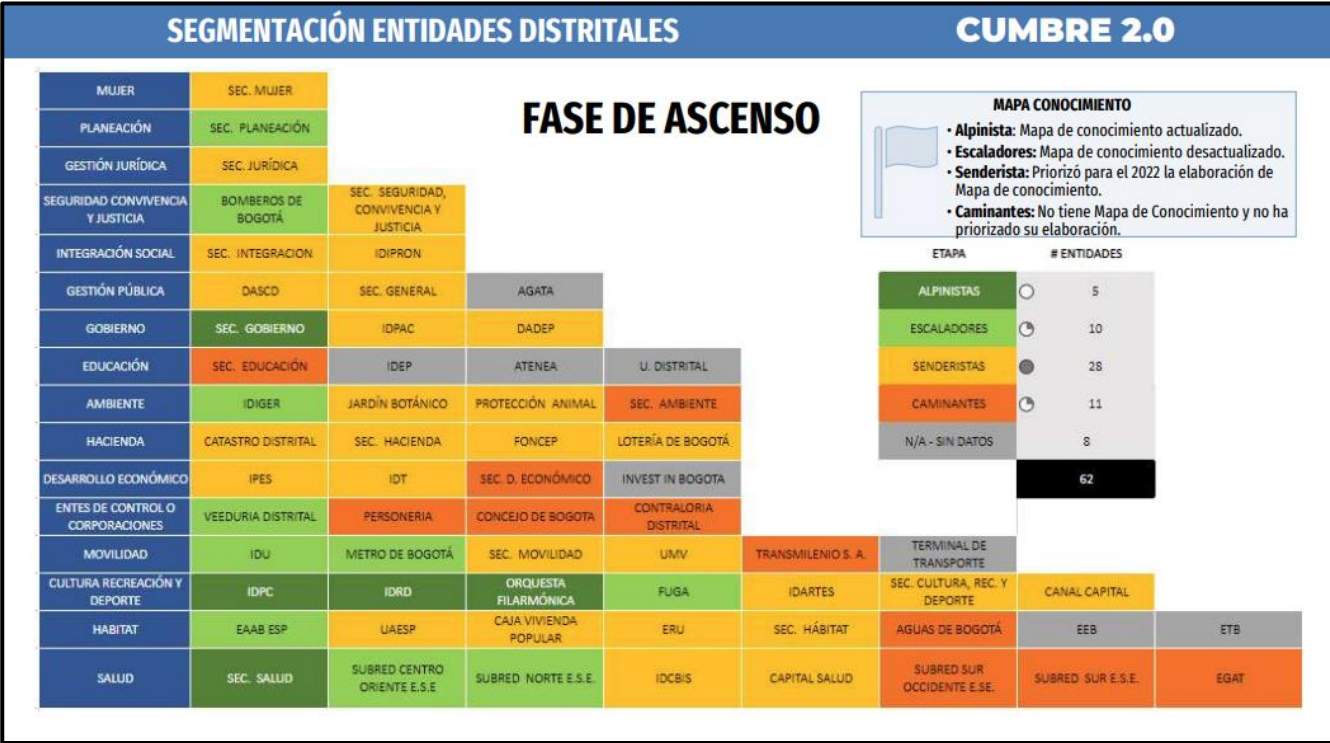 SEGMENTACIÓN ENTIDADES DISTRITALES
CUMBRE 2.0
FASE DE ASCENSO
MAPA CONOCIMIENTO
• Alpinista: Mapa de conocimiento actualizado.
• Escaladores: Mapa de conocimiento desactualizado.
• Senderista: Priorizó para el 2022 la elaboración de
Mapa de conocimiento.
• Caminantes: No tiene Mapa de Conocimiento y no ha
priorizado su elaboración.
ETAPA # ENTIDADES
ALPINISTAS 5
ESCALADORES 10
SENDERISTAS 28
CAMINANTES 11
N/A - SIN DATOS 8
62
MUJER SEC. MUJER
PLANEACIÓN SEC. PLANEACIÓN
GESTIÓN JURÍDICA SEC. JURÍDICA
SEGURIDAD CONVIVENCIA
Y JUSTICIA
BOMBEROS DE
BOGOTÁ
SEC. SEGURIDAD,
CONVIVENCIA Y
JUSTICIA
INTEGRACIÓN SOCIAL SEC. INTEGRACION IDIPRON
GESTIÓN PÚBLICA DASCD SEC. GENERAL AGATA
GOBIERNO SEC. GOBIERNO IDPAC DADEP
EDUCACIÓN SEC. EDUCACIÓN IDEP ATENEA U. DISTRITAL
AMBIENTE IDIGER JARDÍN BOTÁNICO PROTECCIÓN ANIMAL SEC. AMBIENTE
HACIENDA CATASTRO DISTRITAL SEC. HACIENDA FONCEP LOTERÍA DE BOGOTÁ
DESARROLLO ECONÓMICO IPES IDT SEC. D. ECONÓMICO INVEST IN BOGOTA
ENTES DE CONTROL O
CORPORACIONES
VEEDURIA DISTRITAL PERSONERIA CONCEJO DE BOGOTA
CONTRALORIA
DISTRITAL
MOVILIDAD IDU METRO DE BOGOTÁ SEC. MOVILIDAD UMV TRANSMILENIO S. A.
TERMINAL DE
TRANSPORTE
CULTURA RECREACIÓN Y
DEPORTE
IDPC IDRD
ORQUESTA
FILARMÓNICA
FUGA IDARTES
SEC. CULTURA, REC. Y
DEPORTE
CANAL CAPITAL
HABITAT EAAB ESP UAESP
CAJA VIVIENDA
POPULAR
ERU SEC. HÁBITAT AGUAS DE BOGOTÁ EEB ETB
SALUD SEC. SALUD
SUBRED CENTRO
ORIENTE E.S.E
SUBRED NORTE E.S.E. IDCBIS CAPITAL SALUD
SUBRED SUR
OCCIDENTE E.SE.
SUBRED SUR E.S.E. EGAT